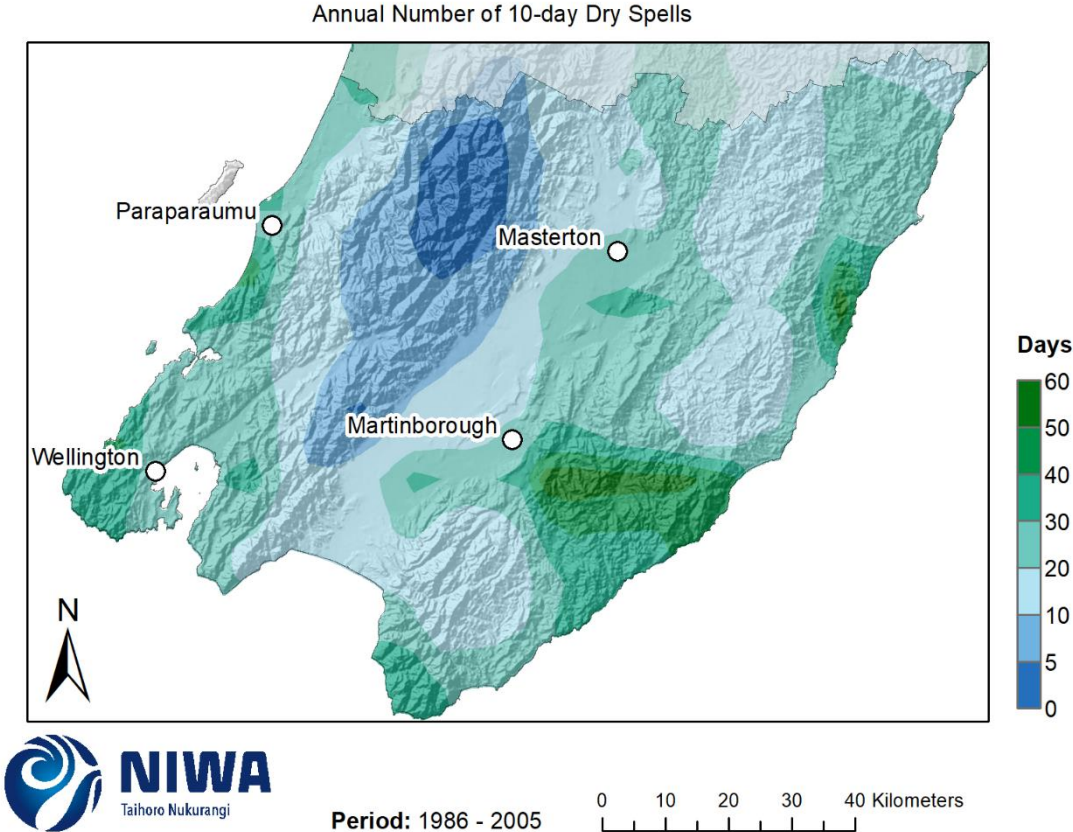 Annual Number of 10-day Dry Spells
Paraparaumu
Masterton
Martinborough
Wellington
N
Days
60
50
40
30
20
10
5
0
NIWA
Taihoro Nukurangi
Period: 1986 - 2005
0 10 20 30 40 Kilometers